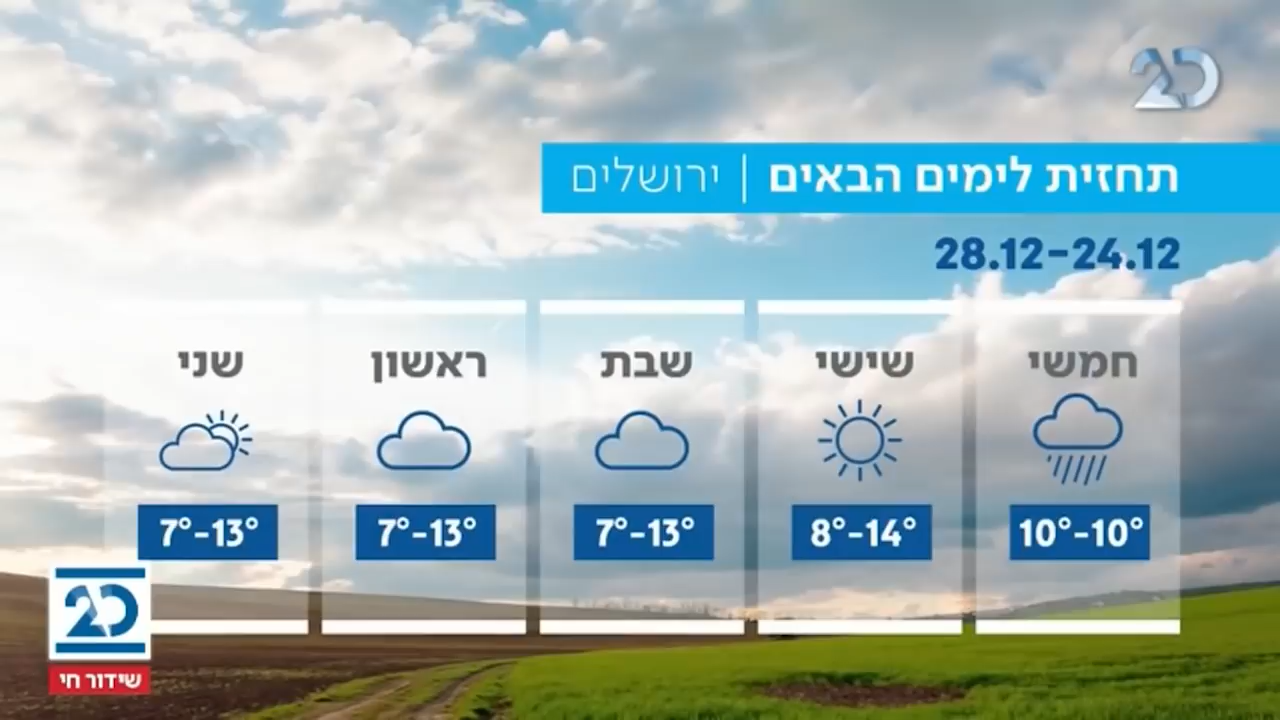 20
תחזית לימים הבאים | ירושלים
28.12-24.12
חמשי
שישי
שבת
ראשון
שני
10°-10°
8°-14°
7°-13°
7°-13°
7°-13°
20
שידור חי